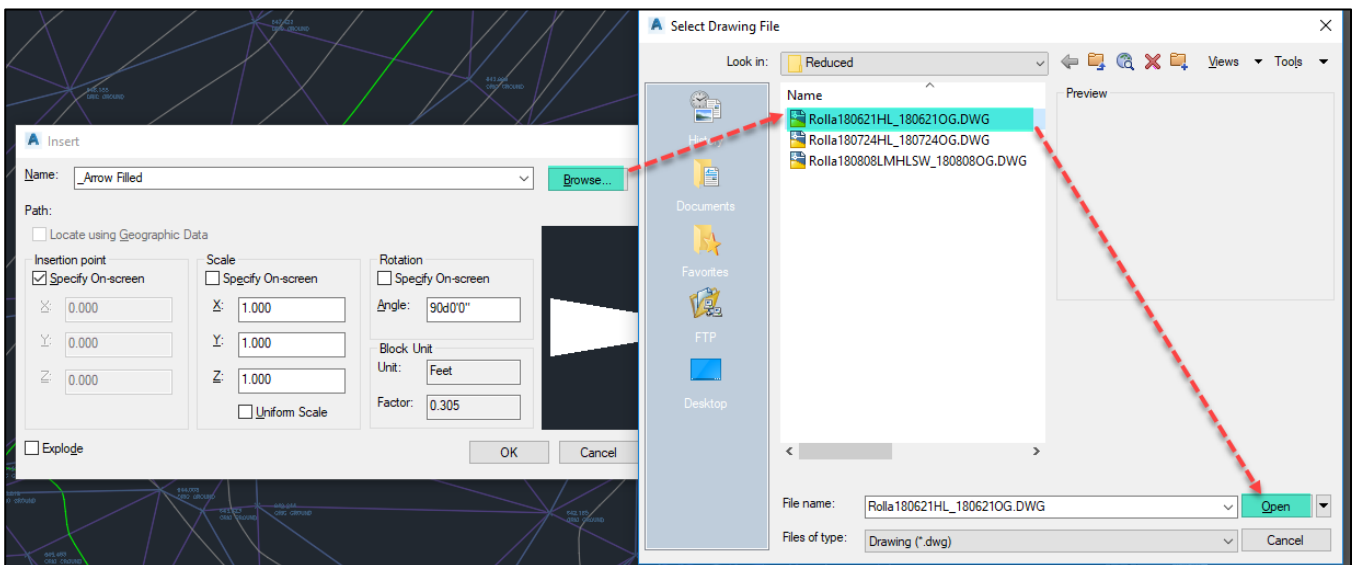 Insert
Name:
_Arrow Filled
Browse...
Path:
Locate using Geographic Data
Insertion point
Specify On-screen
X: 0.000
Y: 0.000
Z: 0.000
Scale
Specify On-screen
X: 1.000
Y: 1.000
Z: 1.000
Uniform Scale
Rotation
Specify On-screen
Angle: 90d0'0"
Block Unit
Unit: Feet
Factor: 0.305
Explode
OK
Cancel
Select Drawing File
Look in: Reduced
Views
Tools
History
Documents
Favorites
FTP
Desktop
Name
Rolla180621HL_180621OG.DWG
Rolla180724HL_180724OG.DWG
Rolla180808LMHLSW_180808OG.DWG
Preview
File name: Rolla180621HL_180621OG.DWG
Open
Files of type: Drawing (*.dwg)
Cancel